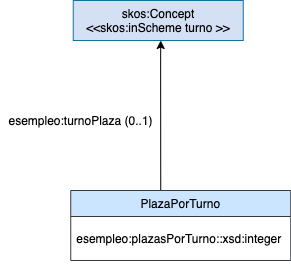 skos:Concept
<<skos:inScheme turno >>
esempleo:turnoPlaza (0..1)
PlazaPorTurno
esempleo:plazasPorTurno::xsd:integer